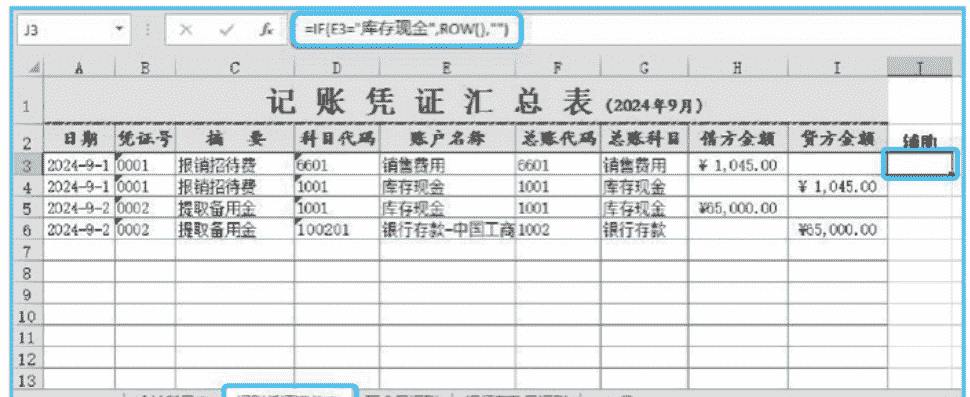 J3 =IF(E3="库存现金",ROW(),"")
A B C D E F G H I J
1 记账凭证汇总表 (2024年9月)
2 日期 凭证号 摘 要 科目代码 账户名称 总账代码 总账科目 借方金额 贷方金额 辅助
3 2024-9-1 0001 报销招待费 6601 销售费用 6601 销售费用 ¥ 1,045.00
4 2024-9-1 0001 报销招待费 1001 库存现金 1001 库存现金 ¥ 1,045.00
5 2024-9-2 0002 提取备用金 1001 库存现金 1001 库存现金 ¥65,000.00
6 2024-9-2 0002 提取备用金 100201 银行存款-中国工商 1002 银行存款 ¥65,000.00
7
8
9
10
11
12
13